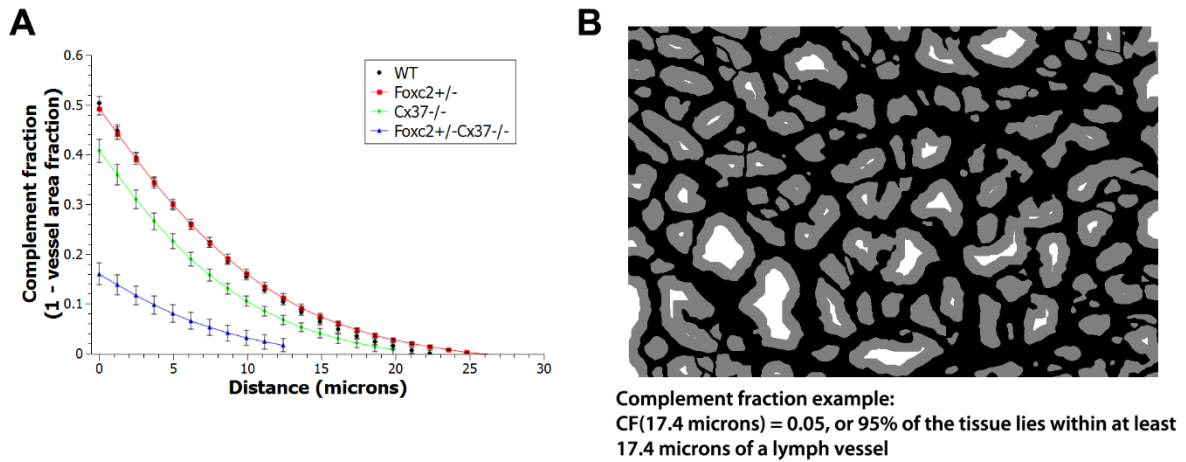 A
B
0.6
0.5
0.4
0.3
0.2
0.1
0
Complement fraction
(1 - vessel area fraction)
WT
Foxc2+/-
Cx37-/-
Foxc2+/-Cx37-/-
0 5 10 15 20 25 30
Distance (microns)
Complement fraction example:
CF(17.4 microns) = 0.05, or 95% of the tissue lies within at least
17.4 microns of a lymph vessel